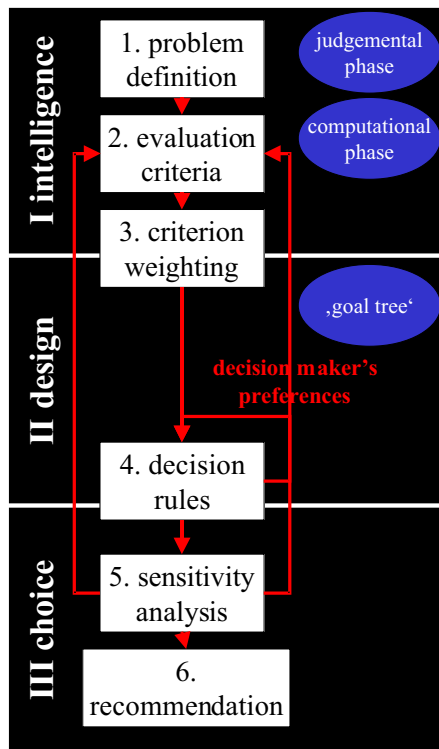 I intelligence
1. problem
definition
judgemental
phase
2. evaluation
criteria
computational
phase
3. criterion
weighting
II design
‚goal tree‘
decision maker's
preferences
4. decision
rules
III choice
5. sensitivity
analysis
6.
recommendation